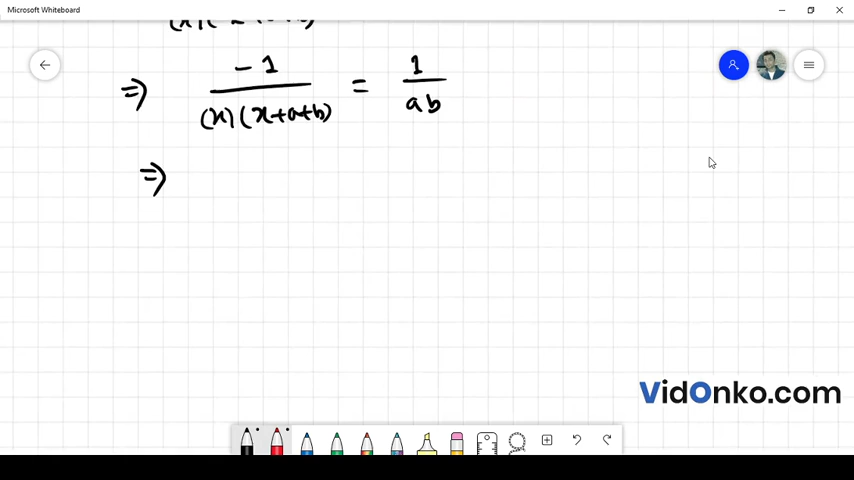 Microsoft Whiteboard
⇒ -1/((x)(x+a+b)) = 1/ab
⇒
VidOnko.com